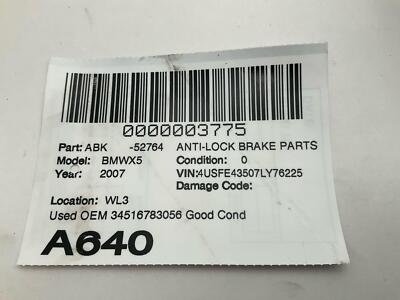 0000003775
Part: ABK -52764 ANTI-LOCK BRAKE PARTS
Model: BMWX5 Condition: 0
Year: 2007 VIN:4USFE43507LY76225
Damage Code:
Location: WL3
Used OEM 34516783056 Good Cond
A640